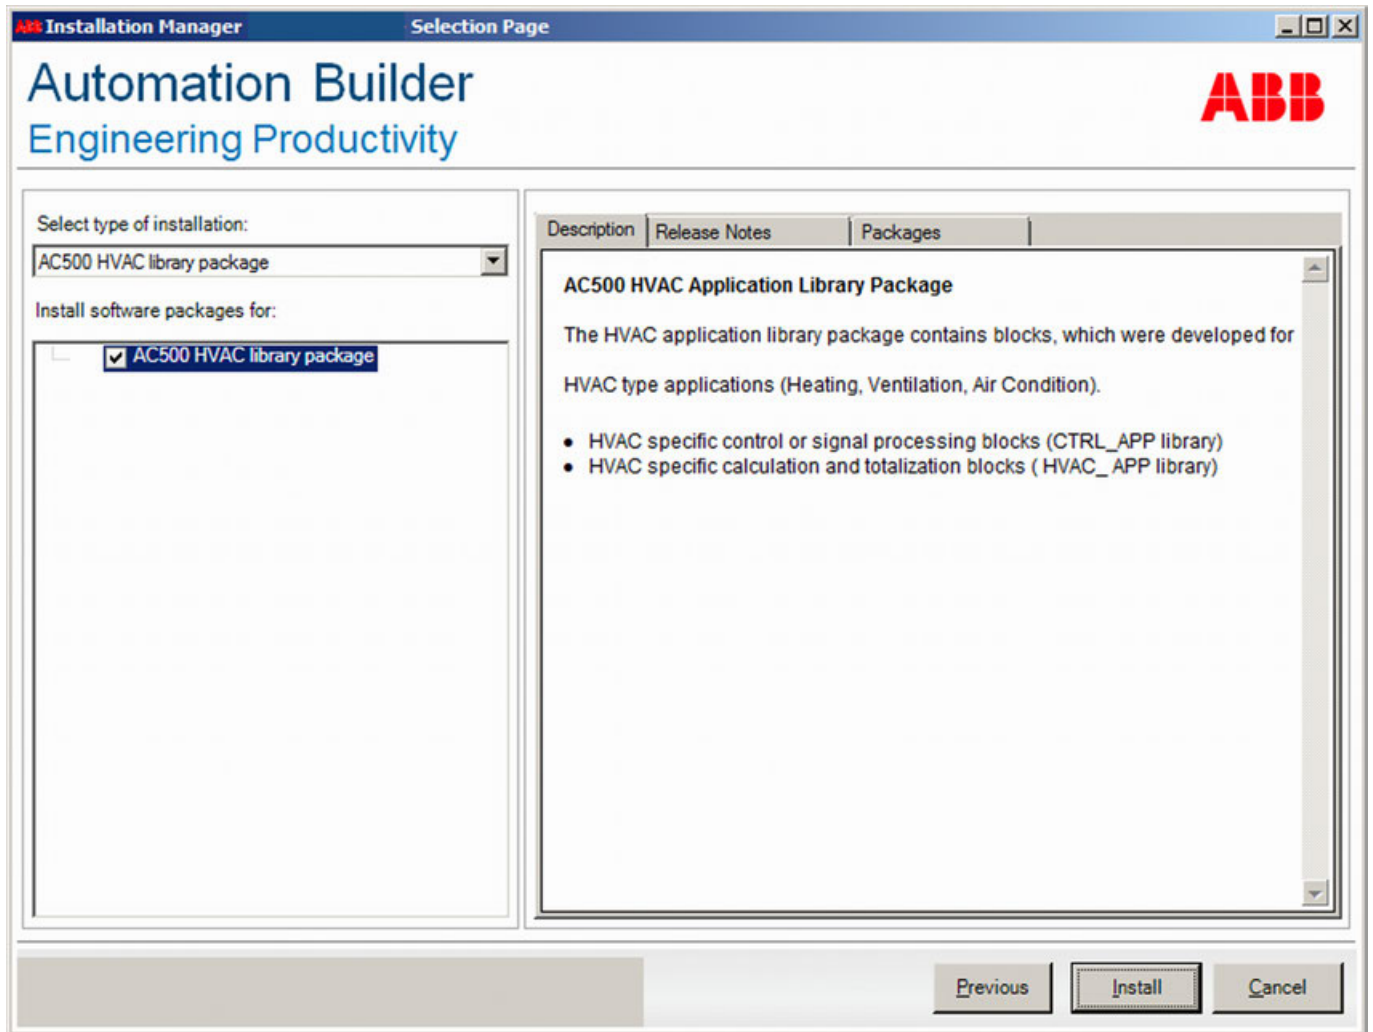 ABB Installation Manager Selection Page
Automation Builder
ABB
Engineering Productivity
Select type of installation:
AC500 HVAC library package
Install software packages for:
AC500 HVAC library package
Description Release Notes Packages
AC500 HVAC Application Library Package
The HVAC application library package contains blocks, which were developed for
HVAC type applications (Heating, Ventilation, Air Condition).
• HVAC specific control or signal processing blocks (CTRL_APP library)
• HVAC specific calculation and totalization blocks ( HVAC_ APP library)
Previous Install Cancel